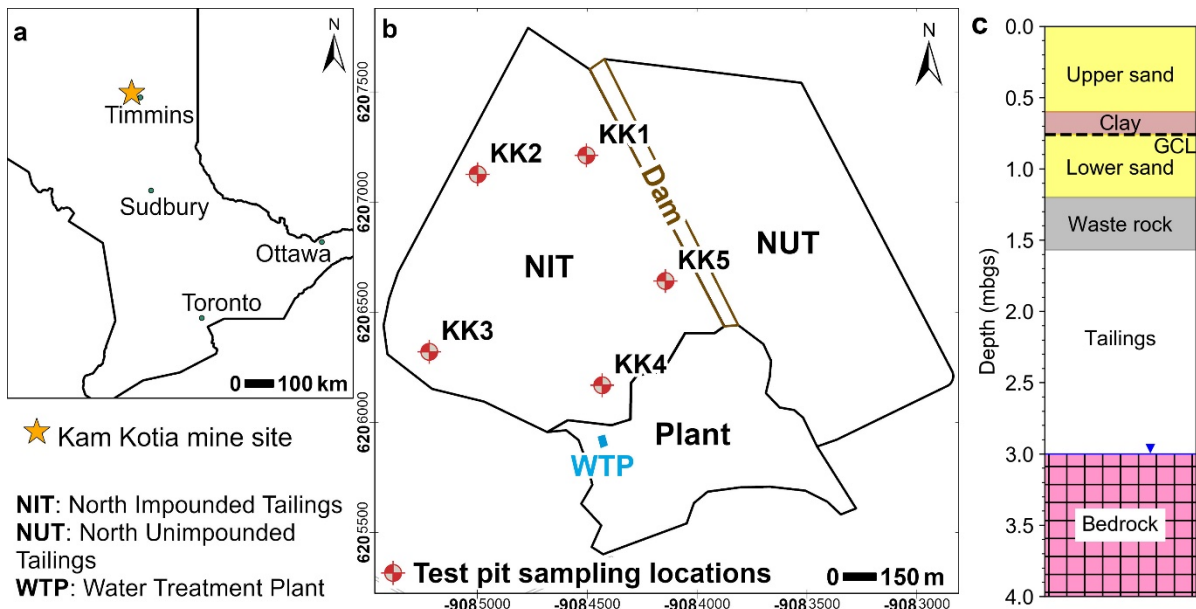 a
N
Timmins
Sudbury
Ottawa
Toronto
0 100 km
Kam Kotia mine site
NIT: North Impounded Tailings
NUT: North Unimpounded
Tailings
WTP: Water Treatment Plant
b
N
6207500
6207000
6206500
6206000
6205500
KK1
KK2
Dam
NUT
KK5
NIT
KK3
KK4
Plant
WTP
Test pit sampling locations
0 150 m
-9085000
-9084500
-9084000
-9083500
-9083000
c
Depth (mbgs)
0.0
0.5
1.0
1.5
2.0
2.5
3.0
3.5
4.0
Upper sand
Clay
GCL
Lower sand
Waste rock
Tailings
Bedrock